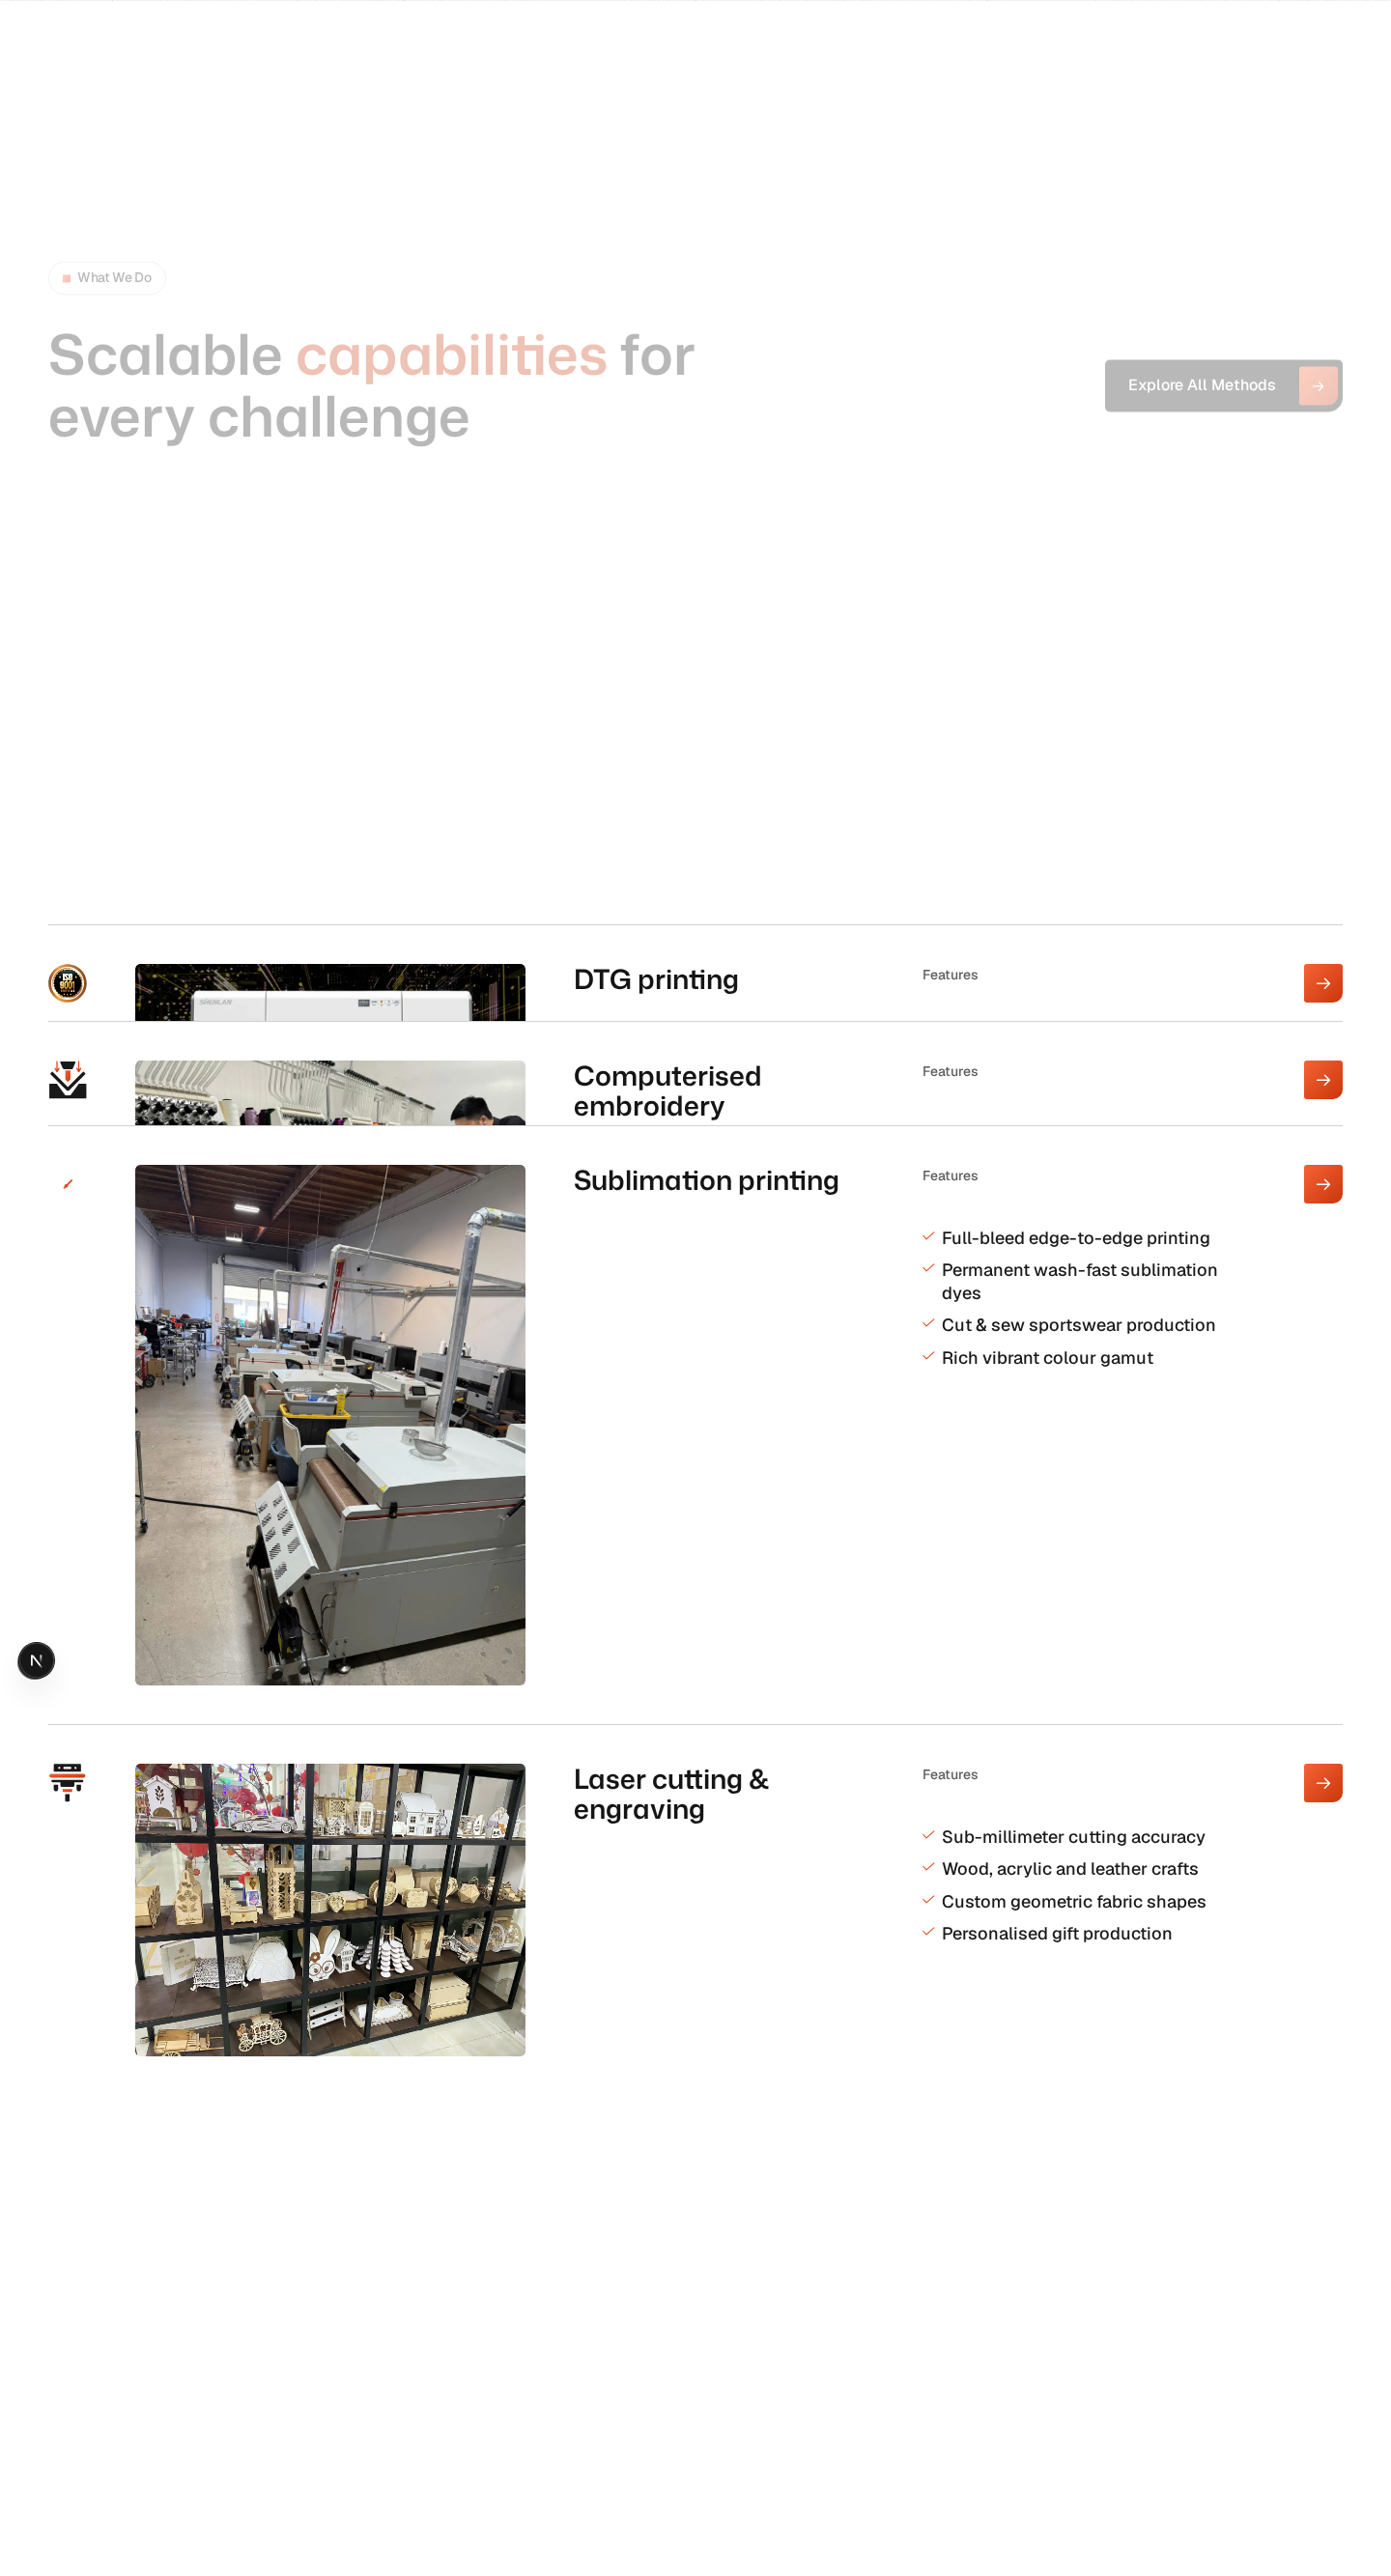 What We Do
Scalable capabilities for
every challenge
Explore All Methods
ISO
9001
DTG printing
Features
Computerised
embroidery
Features
Sublimation printing
Features
Full-bleed edge-to-edge printing
Permanent wash-fast sublimation
dyes
Cut & sew sportswear production
Rich vibrant colour gamut
N
Laser cutting &
engraving
Features
Sub-millimeter cutting accuracy
Wood, acrylic and leather crafts
Custom geometric fabric shapes
Personalised gift production